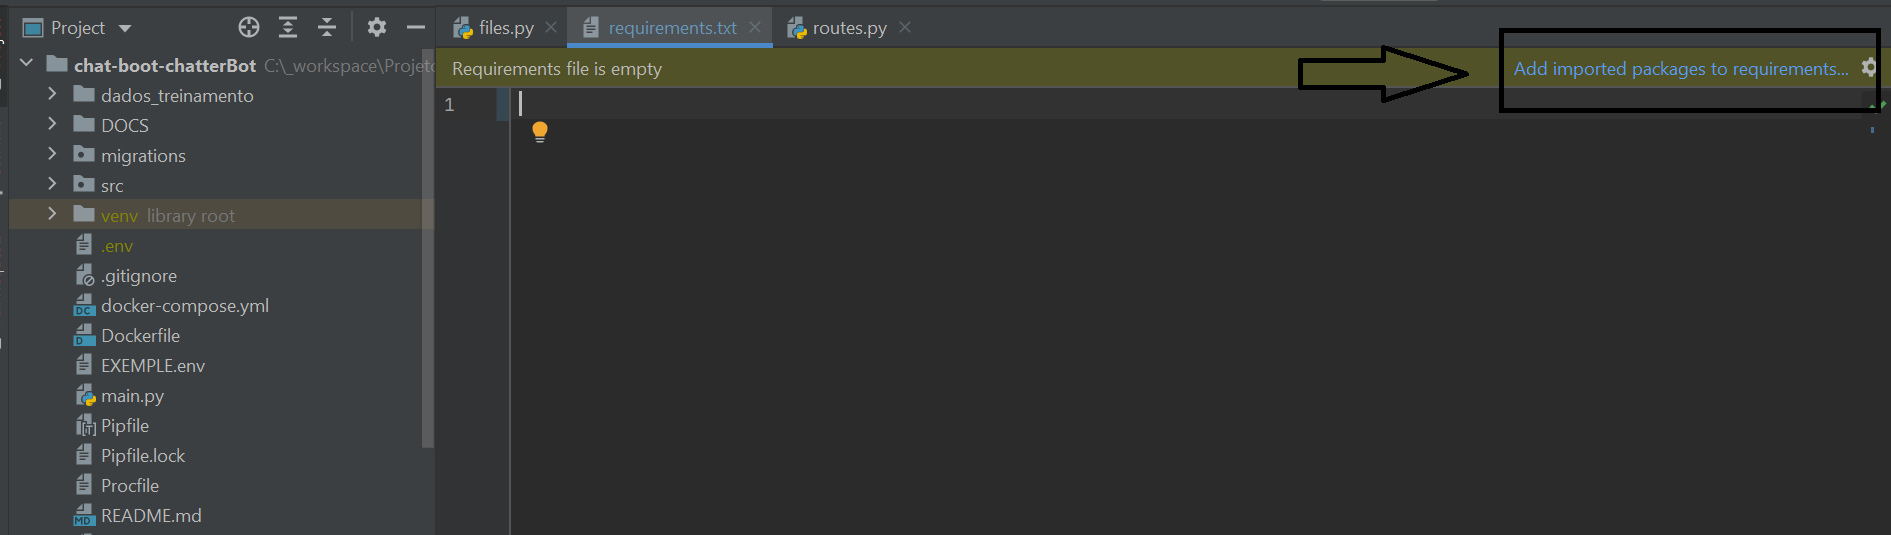 Project
files.py
requirements.txt
routes.py
chat-boot-chatterBot C:\_workspace\Projeto
Requirements file is empty
Add imported packages to requirements...
1
dados_treinamento
DOCS
migrations
src
venv library root
.env
.gitignore
docker-compose.yml
Dockerfile
EXEMPLE.env
main.py
Pipfile
Pipfile.lock
Procfile
README.md